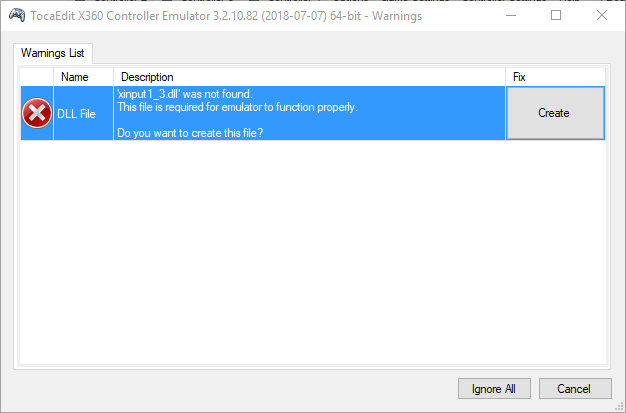 TocaEdit X360 Controller Emulator 3.2.10.82 (2018-07-07) 64-bit - Warnings
Warnings List
Name Description Fix
'xinput1_3.dll' was not found.
This file is required for emulator to function properly.
DLL File
Create
Do you want to create this file?
Ignore All Cancel